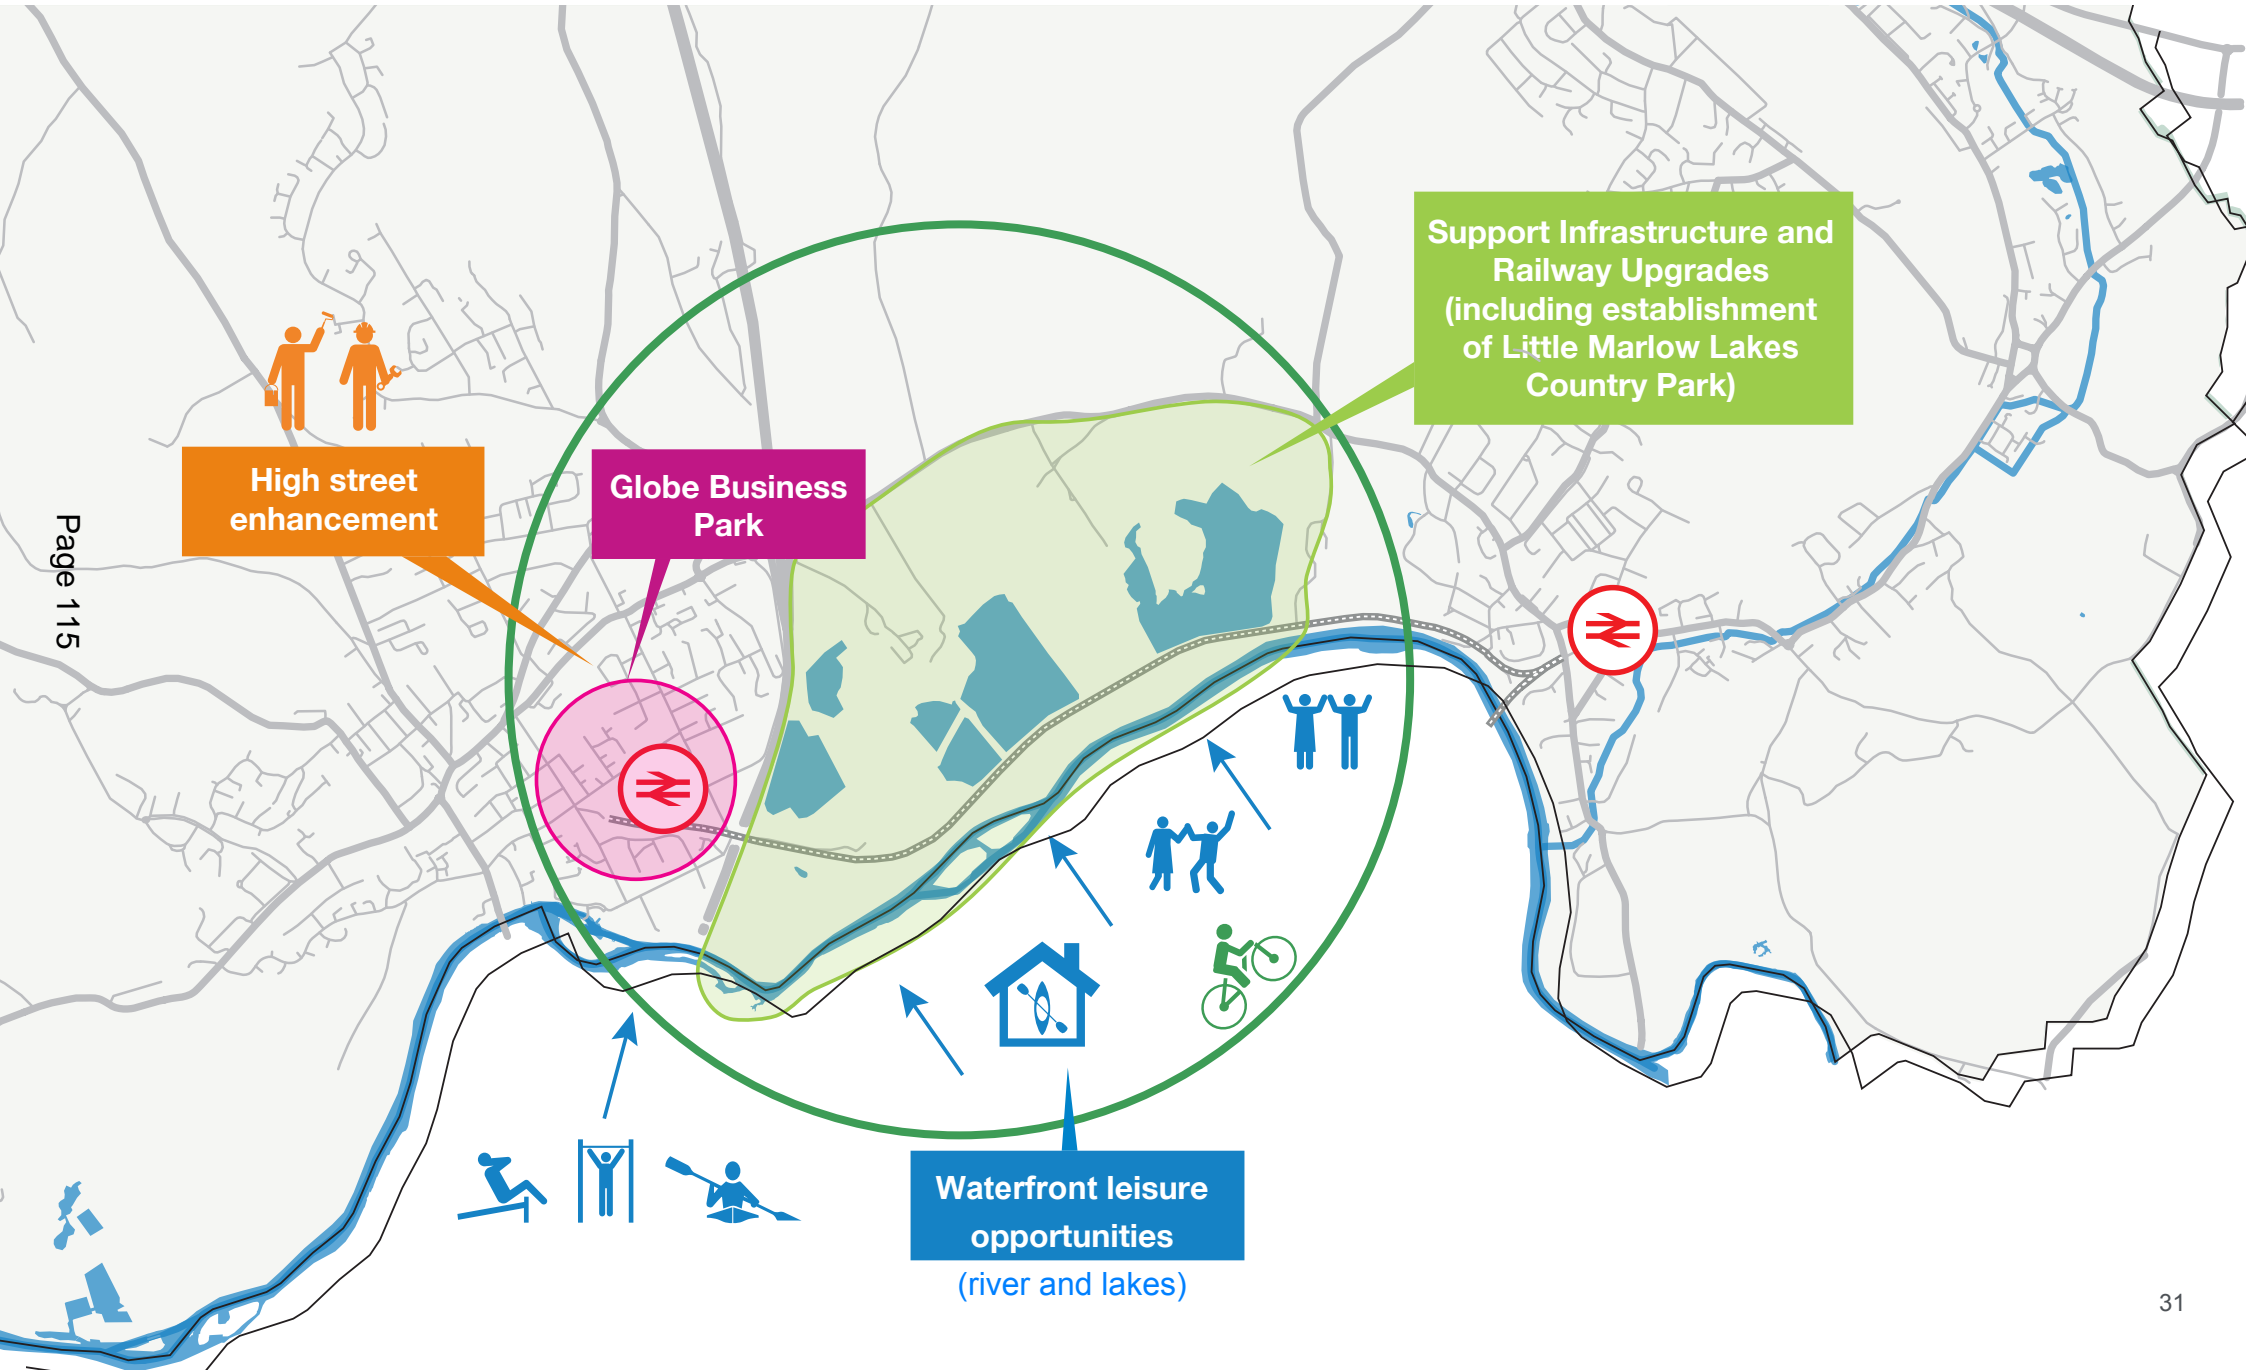 Support Infrastructure and
Railway Upgrades
(including establishment
of Little Marlow Lakes
Country Park)
High street
enhancement
Globe Business
Park
Page 115
Waterfront leisure
opportunities
(river and lakes)
31